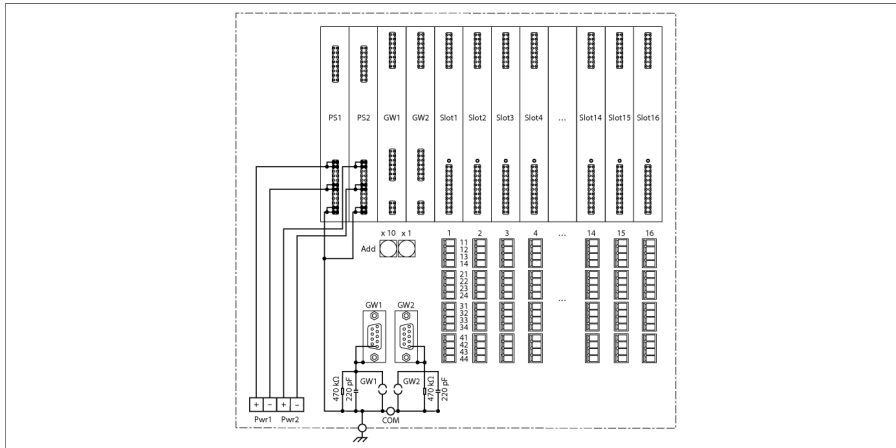 PS1 PS2 GW1 GW2 Slot1 Slot2 Slot3 Slot4 ... Slot14 Slot15 Slot16
x 10 x 1
Add
1 2 3 4 ... 14 15 16
11
12
13
14
21
22
23
24
...
31
32
33
34
41
42
43
44
GW1 GW2
470 kΩ
220 pF
GW1
GW2
470 kΩ
220 pF
COM
+ − + −
Pwr1 Pwr2